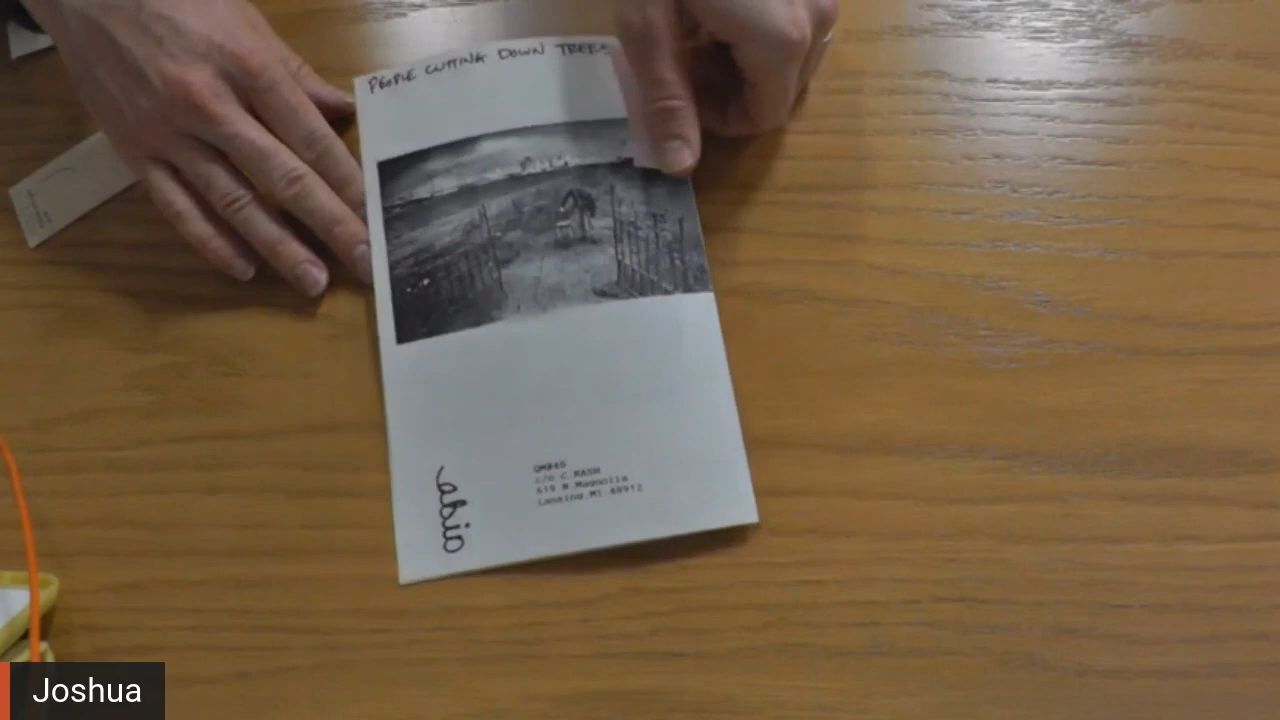 PEOPLE CUTTING DOWN TREES
abio
c/o C.NASH
619 N.Magnolia
Lansing,MI 48912
Joshua